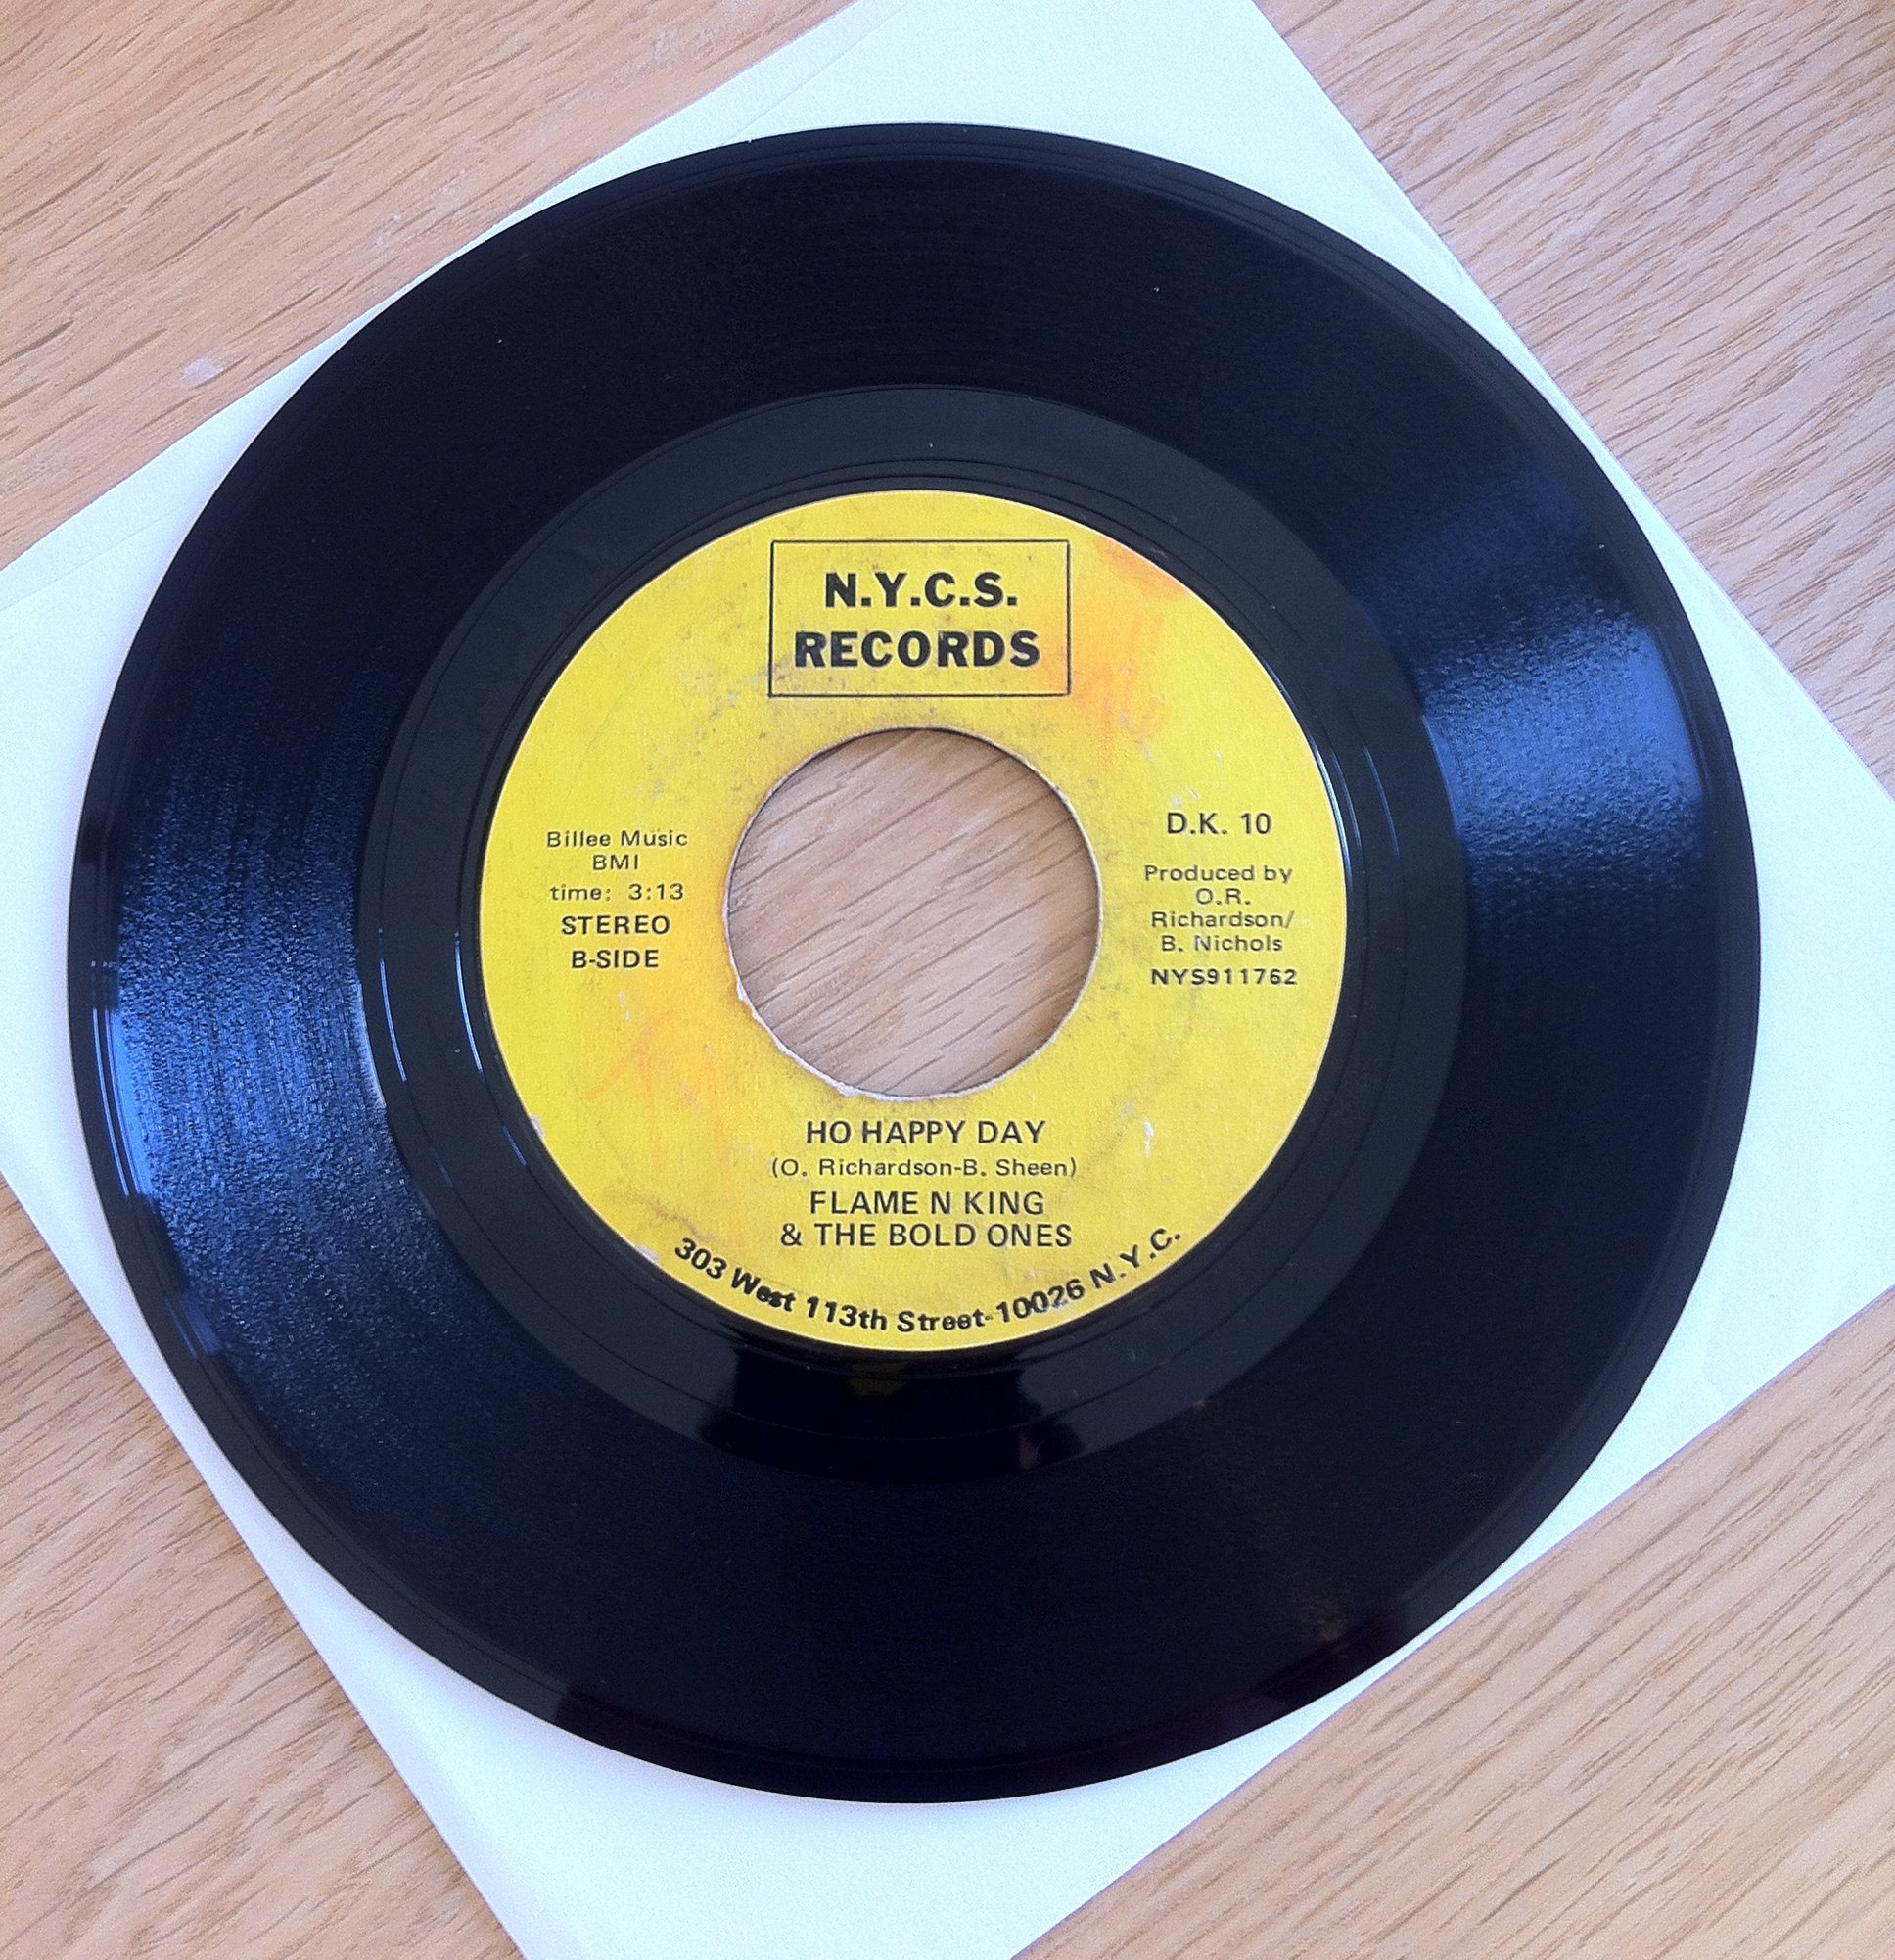 N.Y.C.S.
RECORDS
Billee Music
BMI
time: 3:13
STEREO
B-SIDE
D.K. 10
Produced by
O.R.
Richardson/
B. Nichols
NYS911762
HO HAPPY DAY
(O. Richardson-B. Sheen)
FLAME N KING
& THE BOLD ONES
303 West 113th Street-10026 N.Y.C.